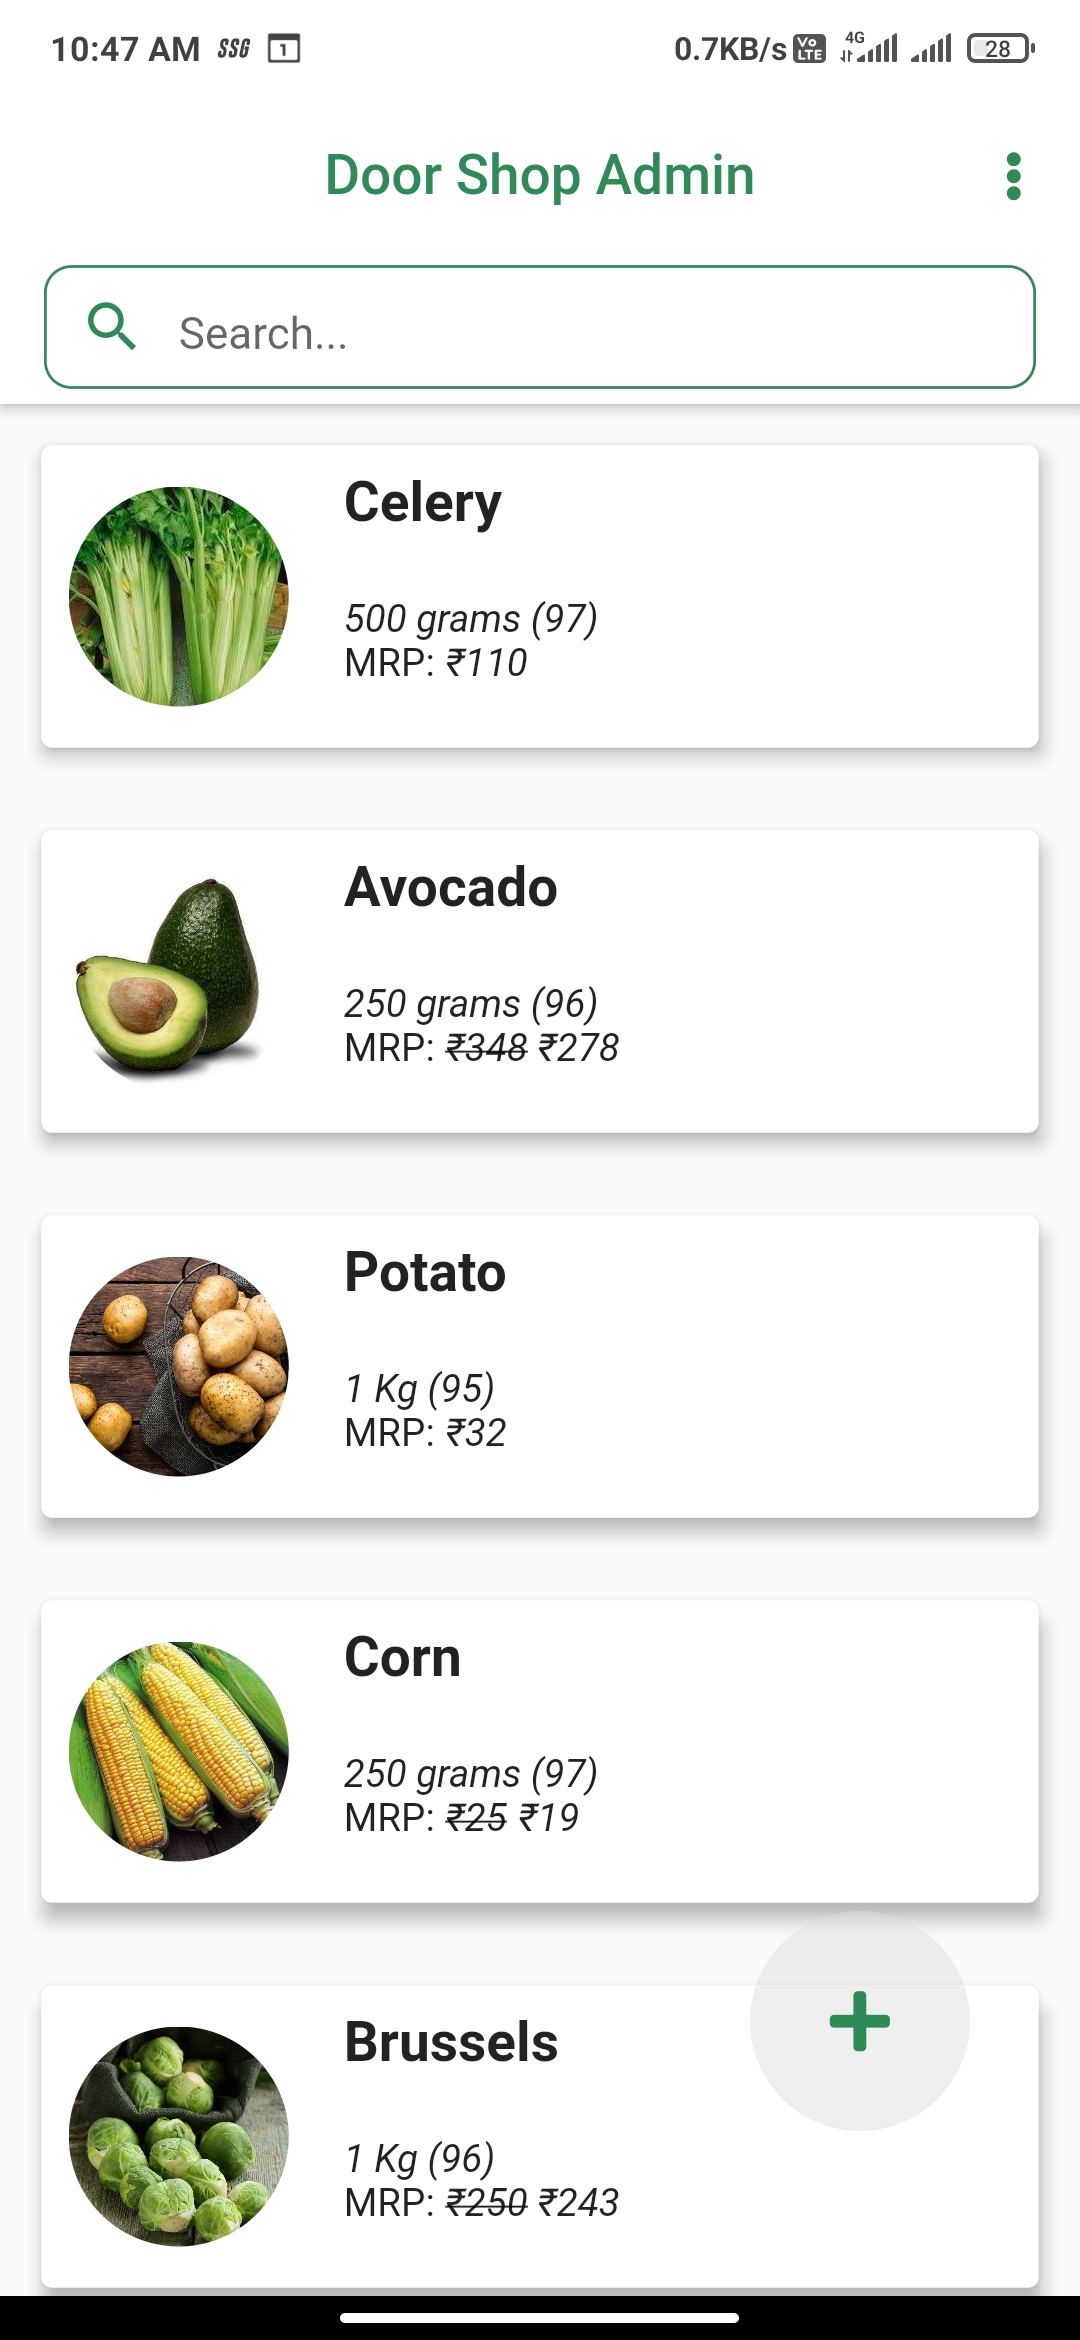 10:47 AM SSG 1 0.7KB/s Vo LTE 4G 28
Door Shop Admin
Search...
Celery
500 grams (97)
MRP: ₹110
Avocado
250 grams (96)
MRP: ₹348 ₹278
Potato
1 Kg (95)
MRP: ₹32
Corn
250 grams (97)
MRP: ₹25 ₹19
Brussels
1 Kg (96)
MRP: ₹250 ₹243